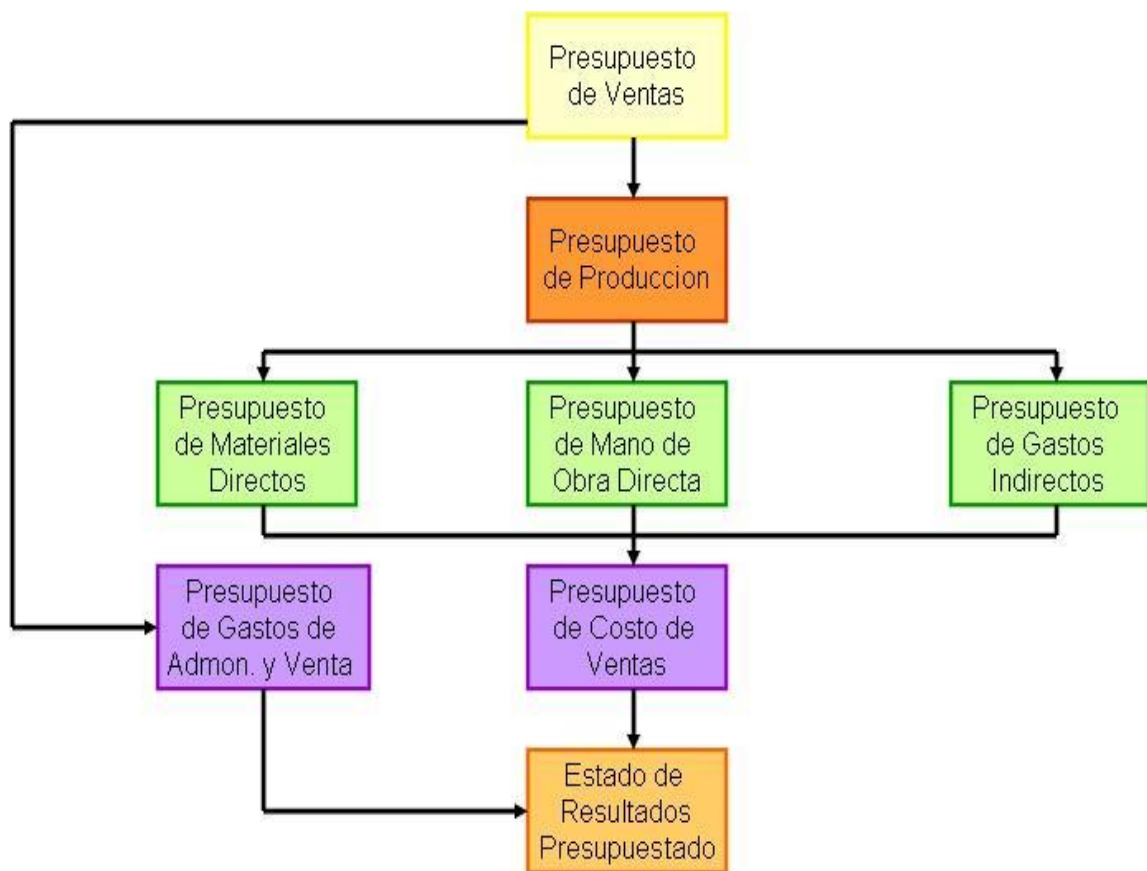 Presupuesto
de Ventas
Presupuesto
de Produccion
Presupuesto
de Materiales
Directos
Presupuesto
de Mano de
Obra Directa
Presupuesto
de Gastos
Indirectos
Presupuesto
de Gastos de
Admon. y Venta
Presupuesto
de Costo de
Ventas
Estado de
Resultados
Presupuestado